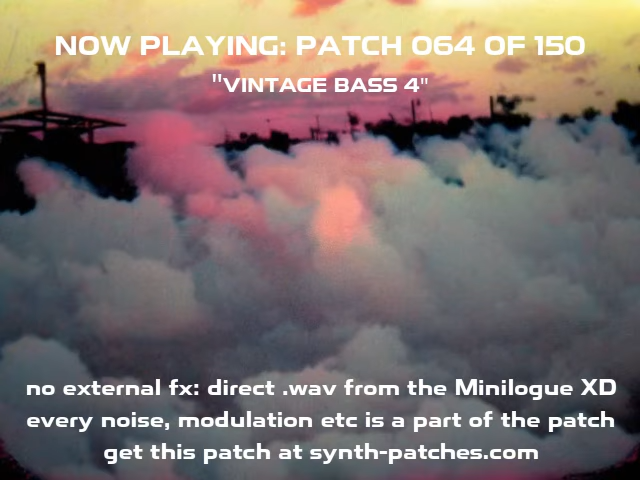 NOW PLAYING: PATCH 064 OF 150
"VINTAGE BASS 4"
no external fx: direct .wav from the Minilogue XD
every noise, modulation etc is a part of the patch
get this patch at synth-patches.com